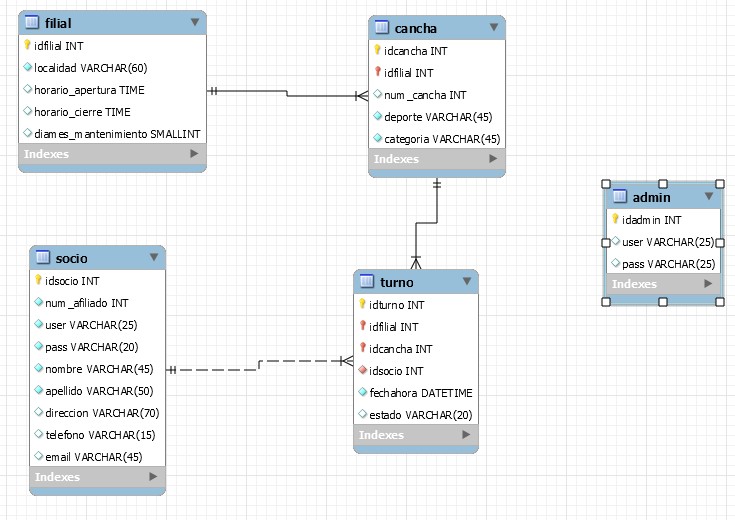 filial
idfilial INT
localidad VARCHAR(60)
horario_apertura TIME
horario_cierre TIME
diames_mantenimiento SMALLINT
Indexes
cancha
idcancha INT
idfilial INT
num_cancha INT
deporte VARCHAR(45)
categoria VARCHAR(45)
Indexes
admin
idadmin INT
user VARCHAR(25)
pass VARCHAR(25)
Indexes
socio
idsocio INT
num_afiliado INT
user VARCHAR(25)
pass VARCHAR(20)
nombre VARCHAR(45)
apellido VARCHAR(50)
direccion VARCHAR(70)
telefono VARCHAR(15)
email VARCHAR(45)
Indexes
turno
idturno INT
idfilial INT
idcancha INT
idsocio INT
fechahora DATETIME
estado VARCHAR(20)
Indexes